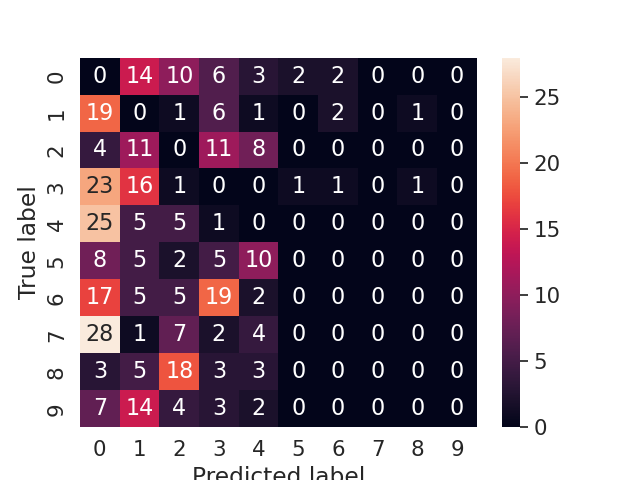 0 0 14 10 6 3 2 2 0 0 0
1 19 0 1 6 1 0 2 0 1 0
2 4 11 0 11 8 0 0 0 0 0
3 23 16 1 0 0 1 1 0 1 0
4 25 5 5 1 0 0 0 0 0 0
5 8 5 2 5 10 0 0 0 0 0
6 17 5 5 19 2 0 0 0 0 0
7 28 1 7 2 4 0 0 0 0 0
8 3 5 18 3 3 0 0 0 0 0
9 7 14 4 3 2 0 0 0 0 0
0 1 2 3 4 5 6 7 8 9
Predicted label
True label
25
20
15
10
5
0